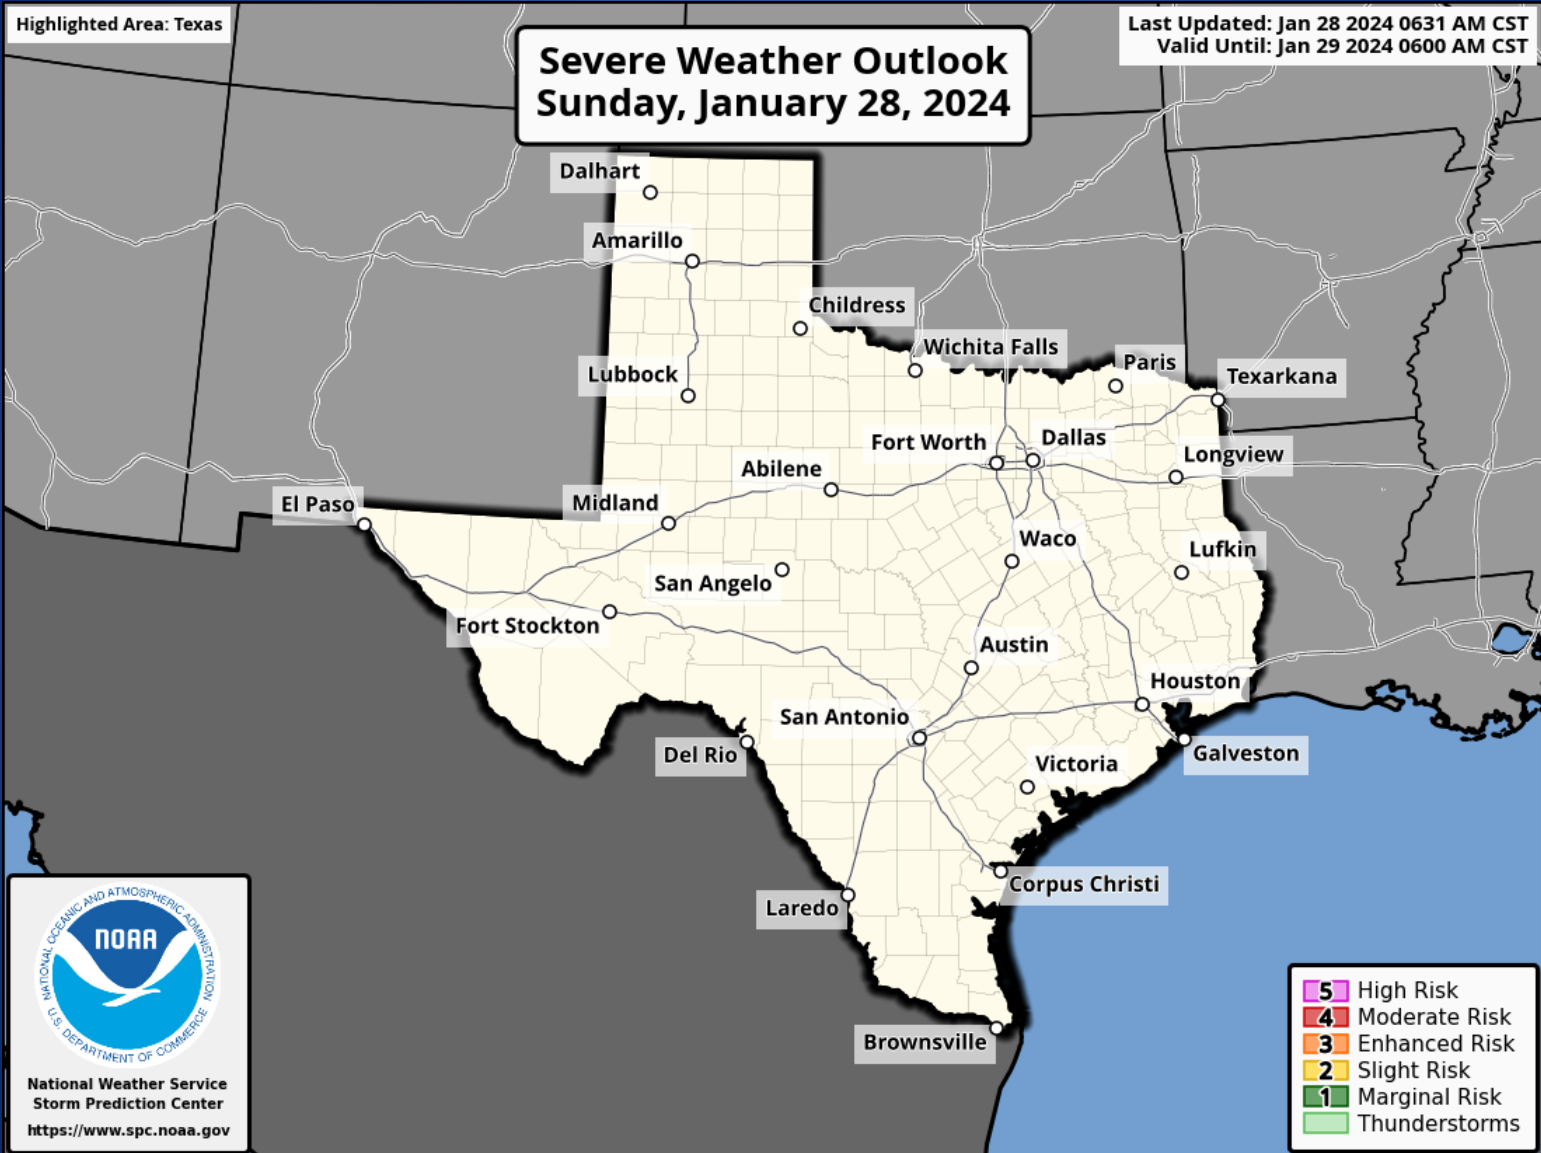 Highlighted Area: Texas
Severe Weather Outlook
Sunday, January 28, 2024
Last Updated: Jan 28 2024 0631 AM CST
Valid Until: Jan 29 2024 0600 AM CST
Dalhart
Amarillo
Childress
Wichita Falls
Paris
Texarkana
Lubbock
Fort Worth
Dallas
Longview
Abilene
El Paso
Midland
Waco
Lufkin
San Angelo
Fort Stockton
Austin
Houston
San Antonio
Del Rio
Galveston
Victoria
Corpus Christi
Laredo
Brownsville
NATIONAL OCEANIC AND ATMOSPHERIC ADMINISTRATION
NOAA
U.S. DEPARTMENT OF COMMERCE
National Weather Service
Storm Prediction Center
https://www.spc.noaa.gov
5 High Risk
4 Moderate Risk
3 Enhanced Risk
2 Slight Risk
1 Marginal Risk
Thunderstorms